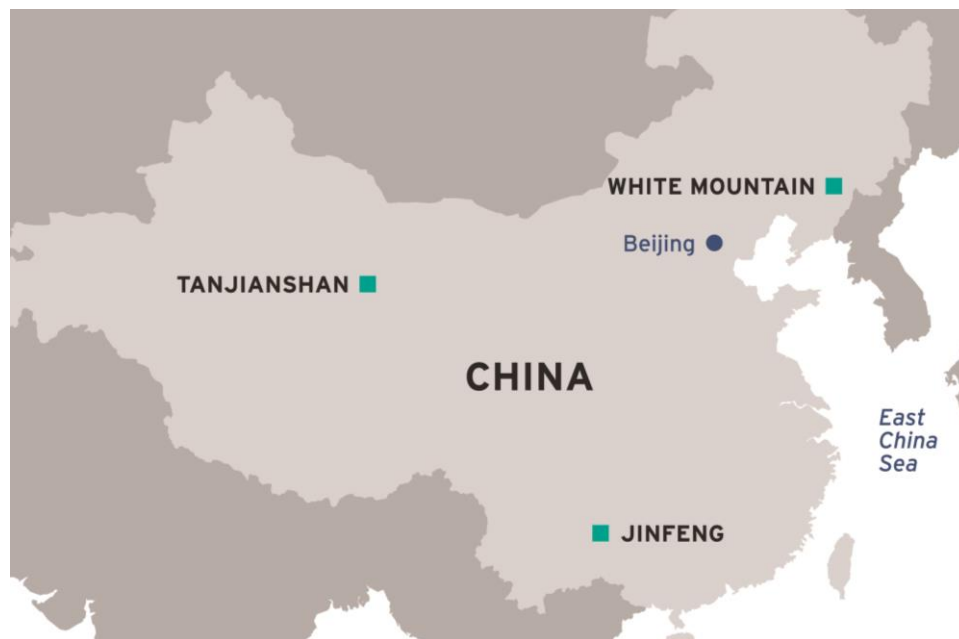 WHITE MOUNTAIN
Beijing
TANJIANSHAN
CHINA
East
China
Sea
JINFENG